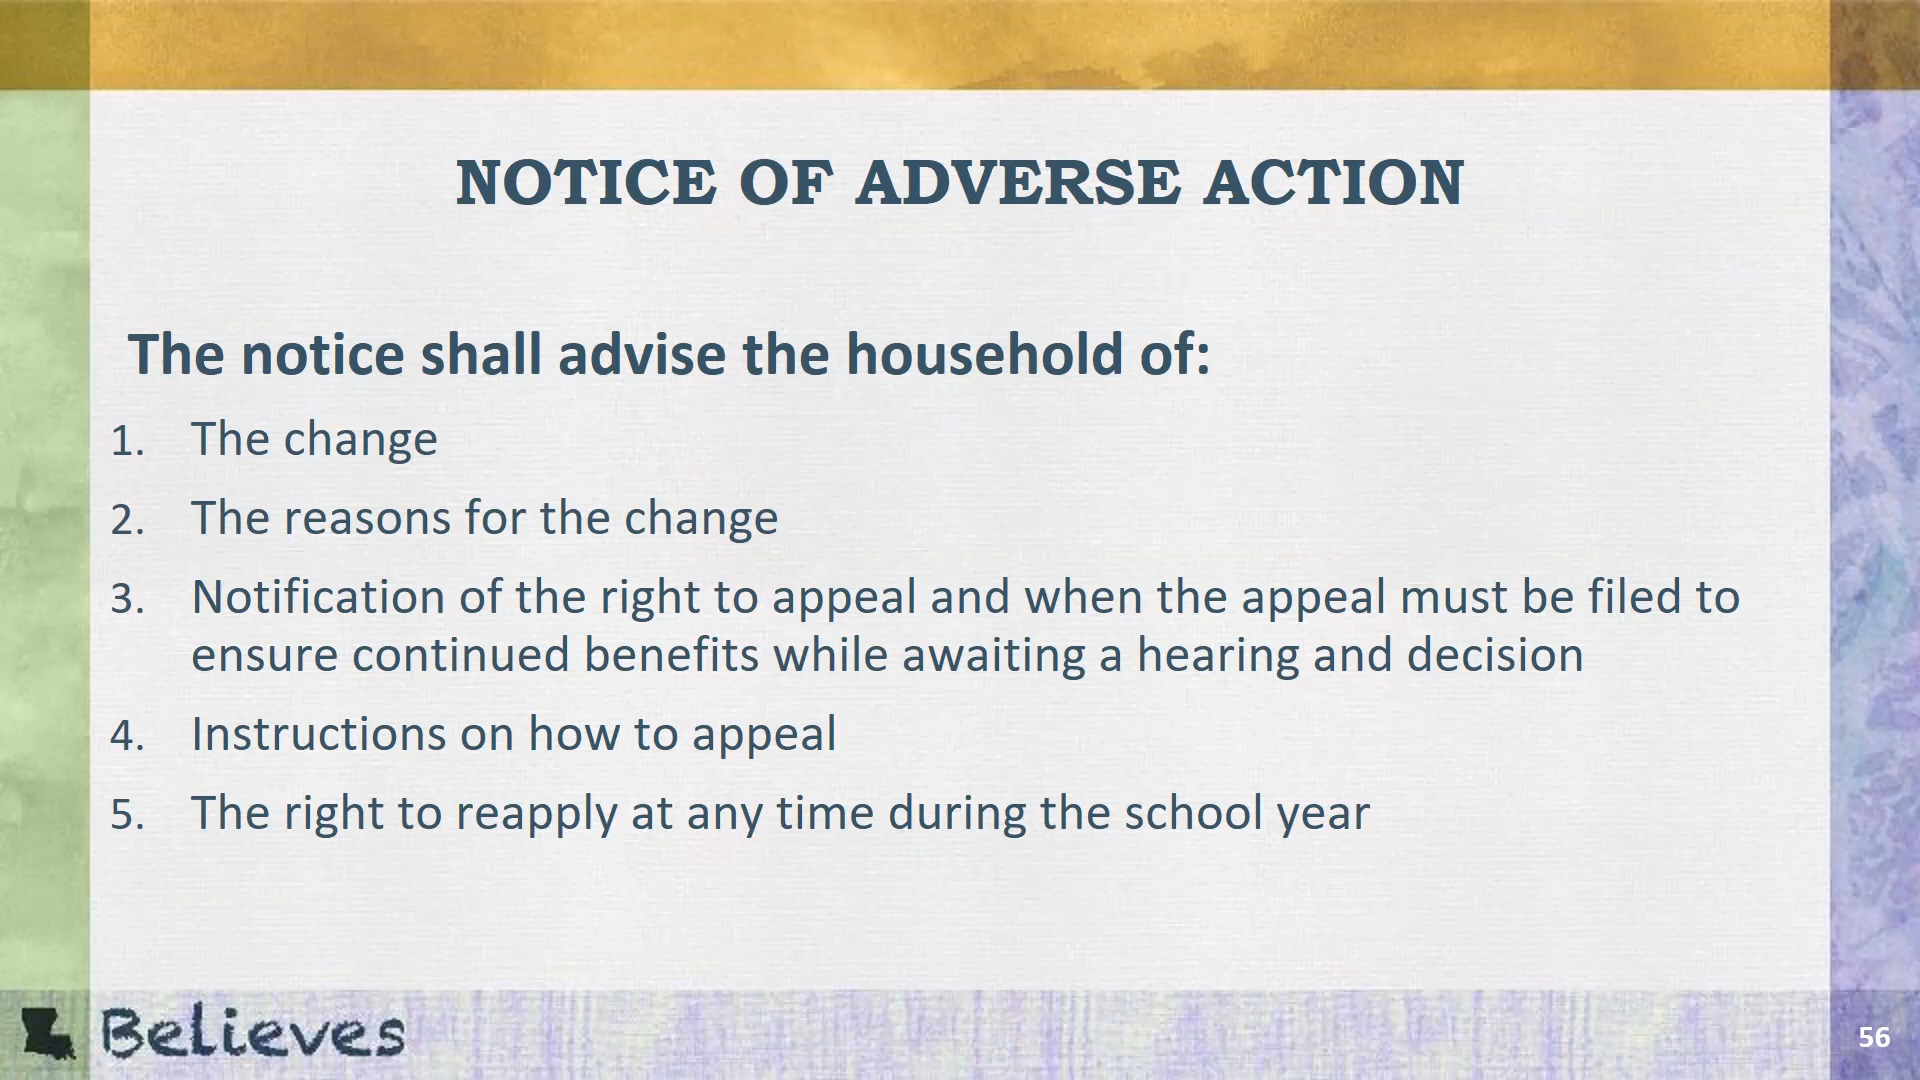 NOTICE OF ADVERSE ACTION
The notice shall advise the household of:
1. The change
2. The reasons for the change
3. Notification of the right to appeal and when the appeal must be filed to
ensure continued benefits while awaiting a hearing and decision
4. Instructions on how to appeal
5. The right to reapply at any time during the school year
Believes
56